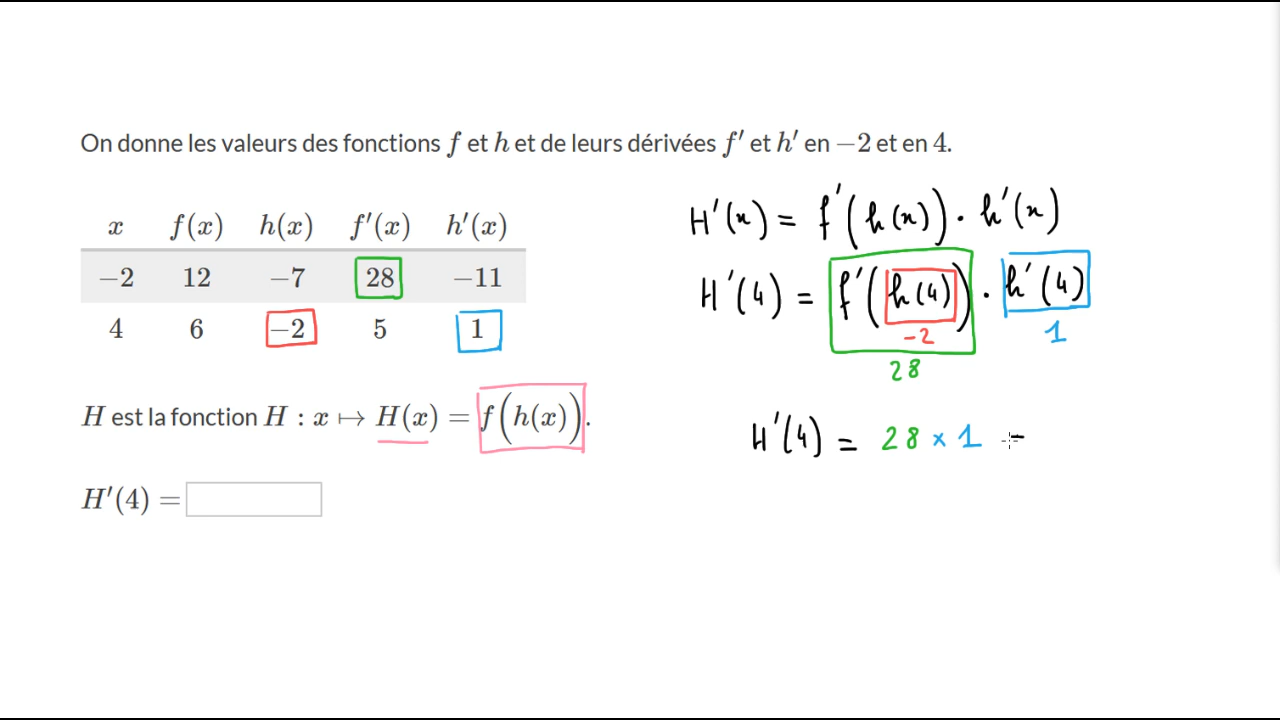 On donne les valeurs des fonctions f et h et de leurs dérivées f′ et h′ en −2 et en 4.
x f(x) h(x) f′(x) h′(x)
−2 12 −7 28 −11
4 6 −2 5 1
H est la fonction H : x ↦ H(x) = f(h(x)).
H′(4) =
H'(x) = f'(h(x)) · h'(x)
H'(4) = f'(h(4)) · h'(4)
-2 1
28
H'(4) = 28 × 1